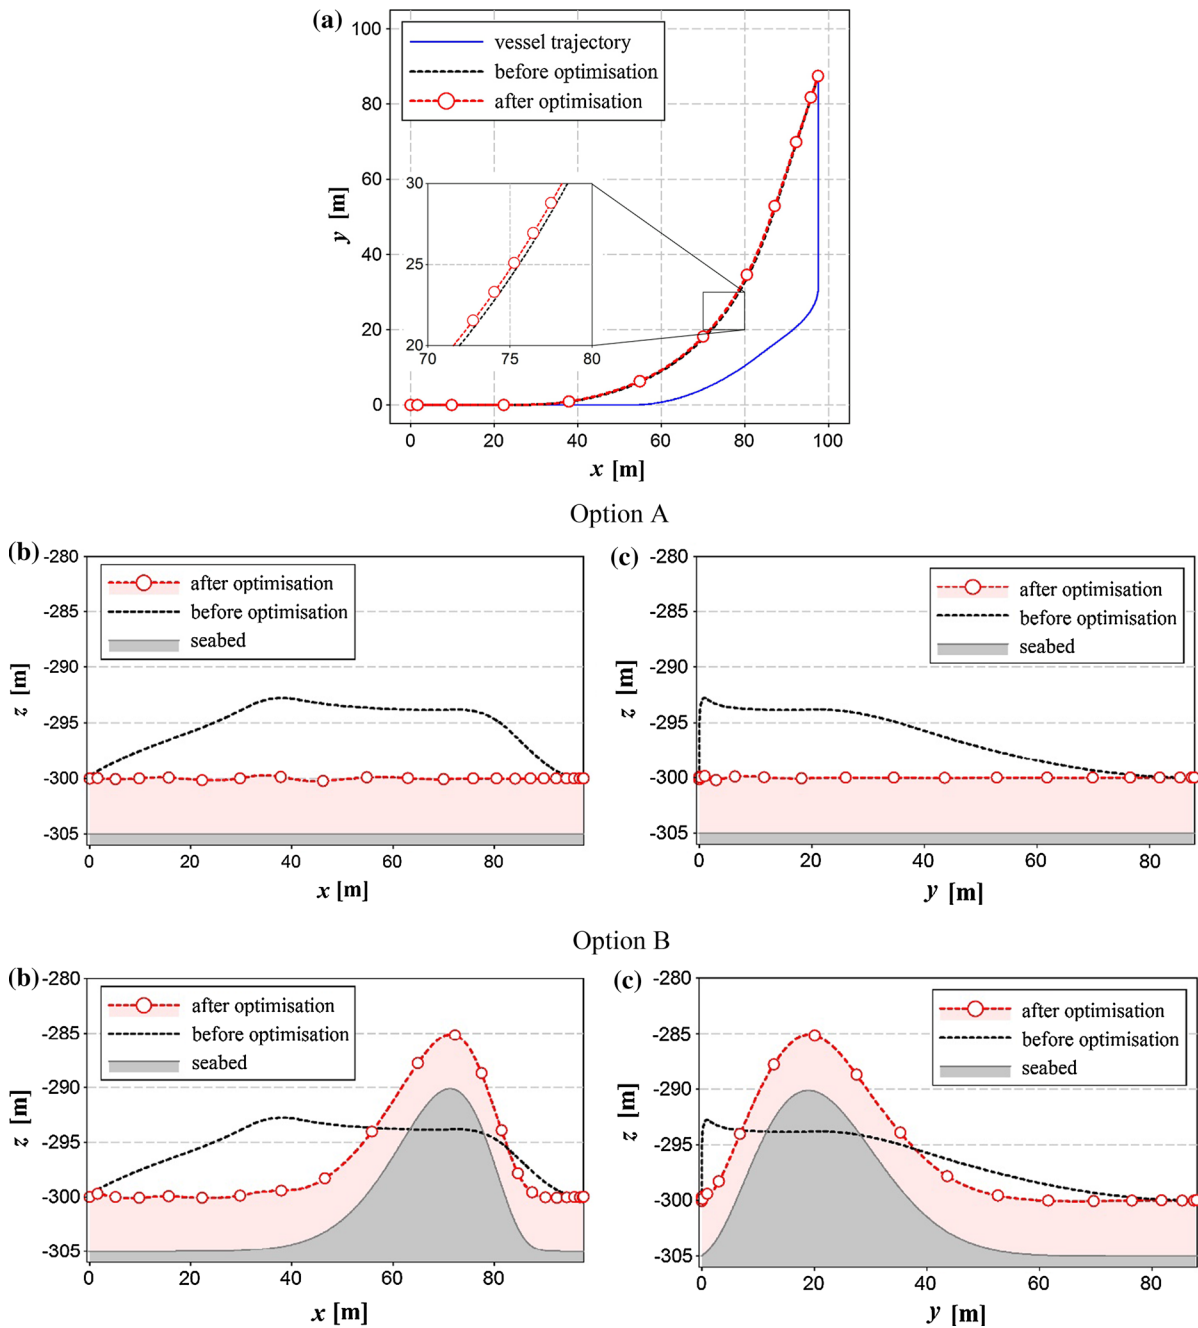 (a)
100
80
60
40
20
0
y [m]
vessel trajectory
before optimisation
after optimisation
30
25
20
70
75
80
0
20
40
60
80
100
x [m]
Option A
(b)
-280
-285
-290
-295
-300
-305
z [m]
after optimisation
before optimisation
seabed
0
20
40
60
80
x [m]
(c)
-280
-285
-290
-295
-300
-305
z [m]
after optimisation
before optimisation
seabed
0
20
40
60
80
y [m]
Option B
(b)
-280
-285
-290
-295
-300
-305
z [m]
after optimisation
before optimisation
seabed
0
20
40
60
80
x [m]
(c)
-280
-285
-290
-295
-300
-305
z [m]
after optimisation
before optimisation
seabed
0
20
40
60
80
y [m]